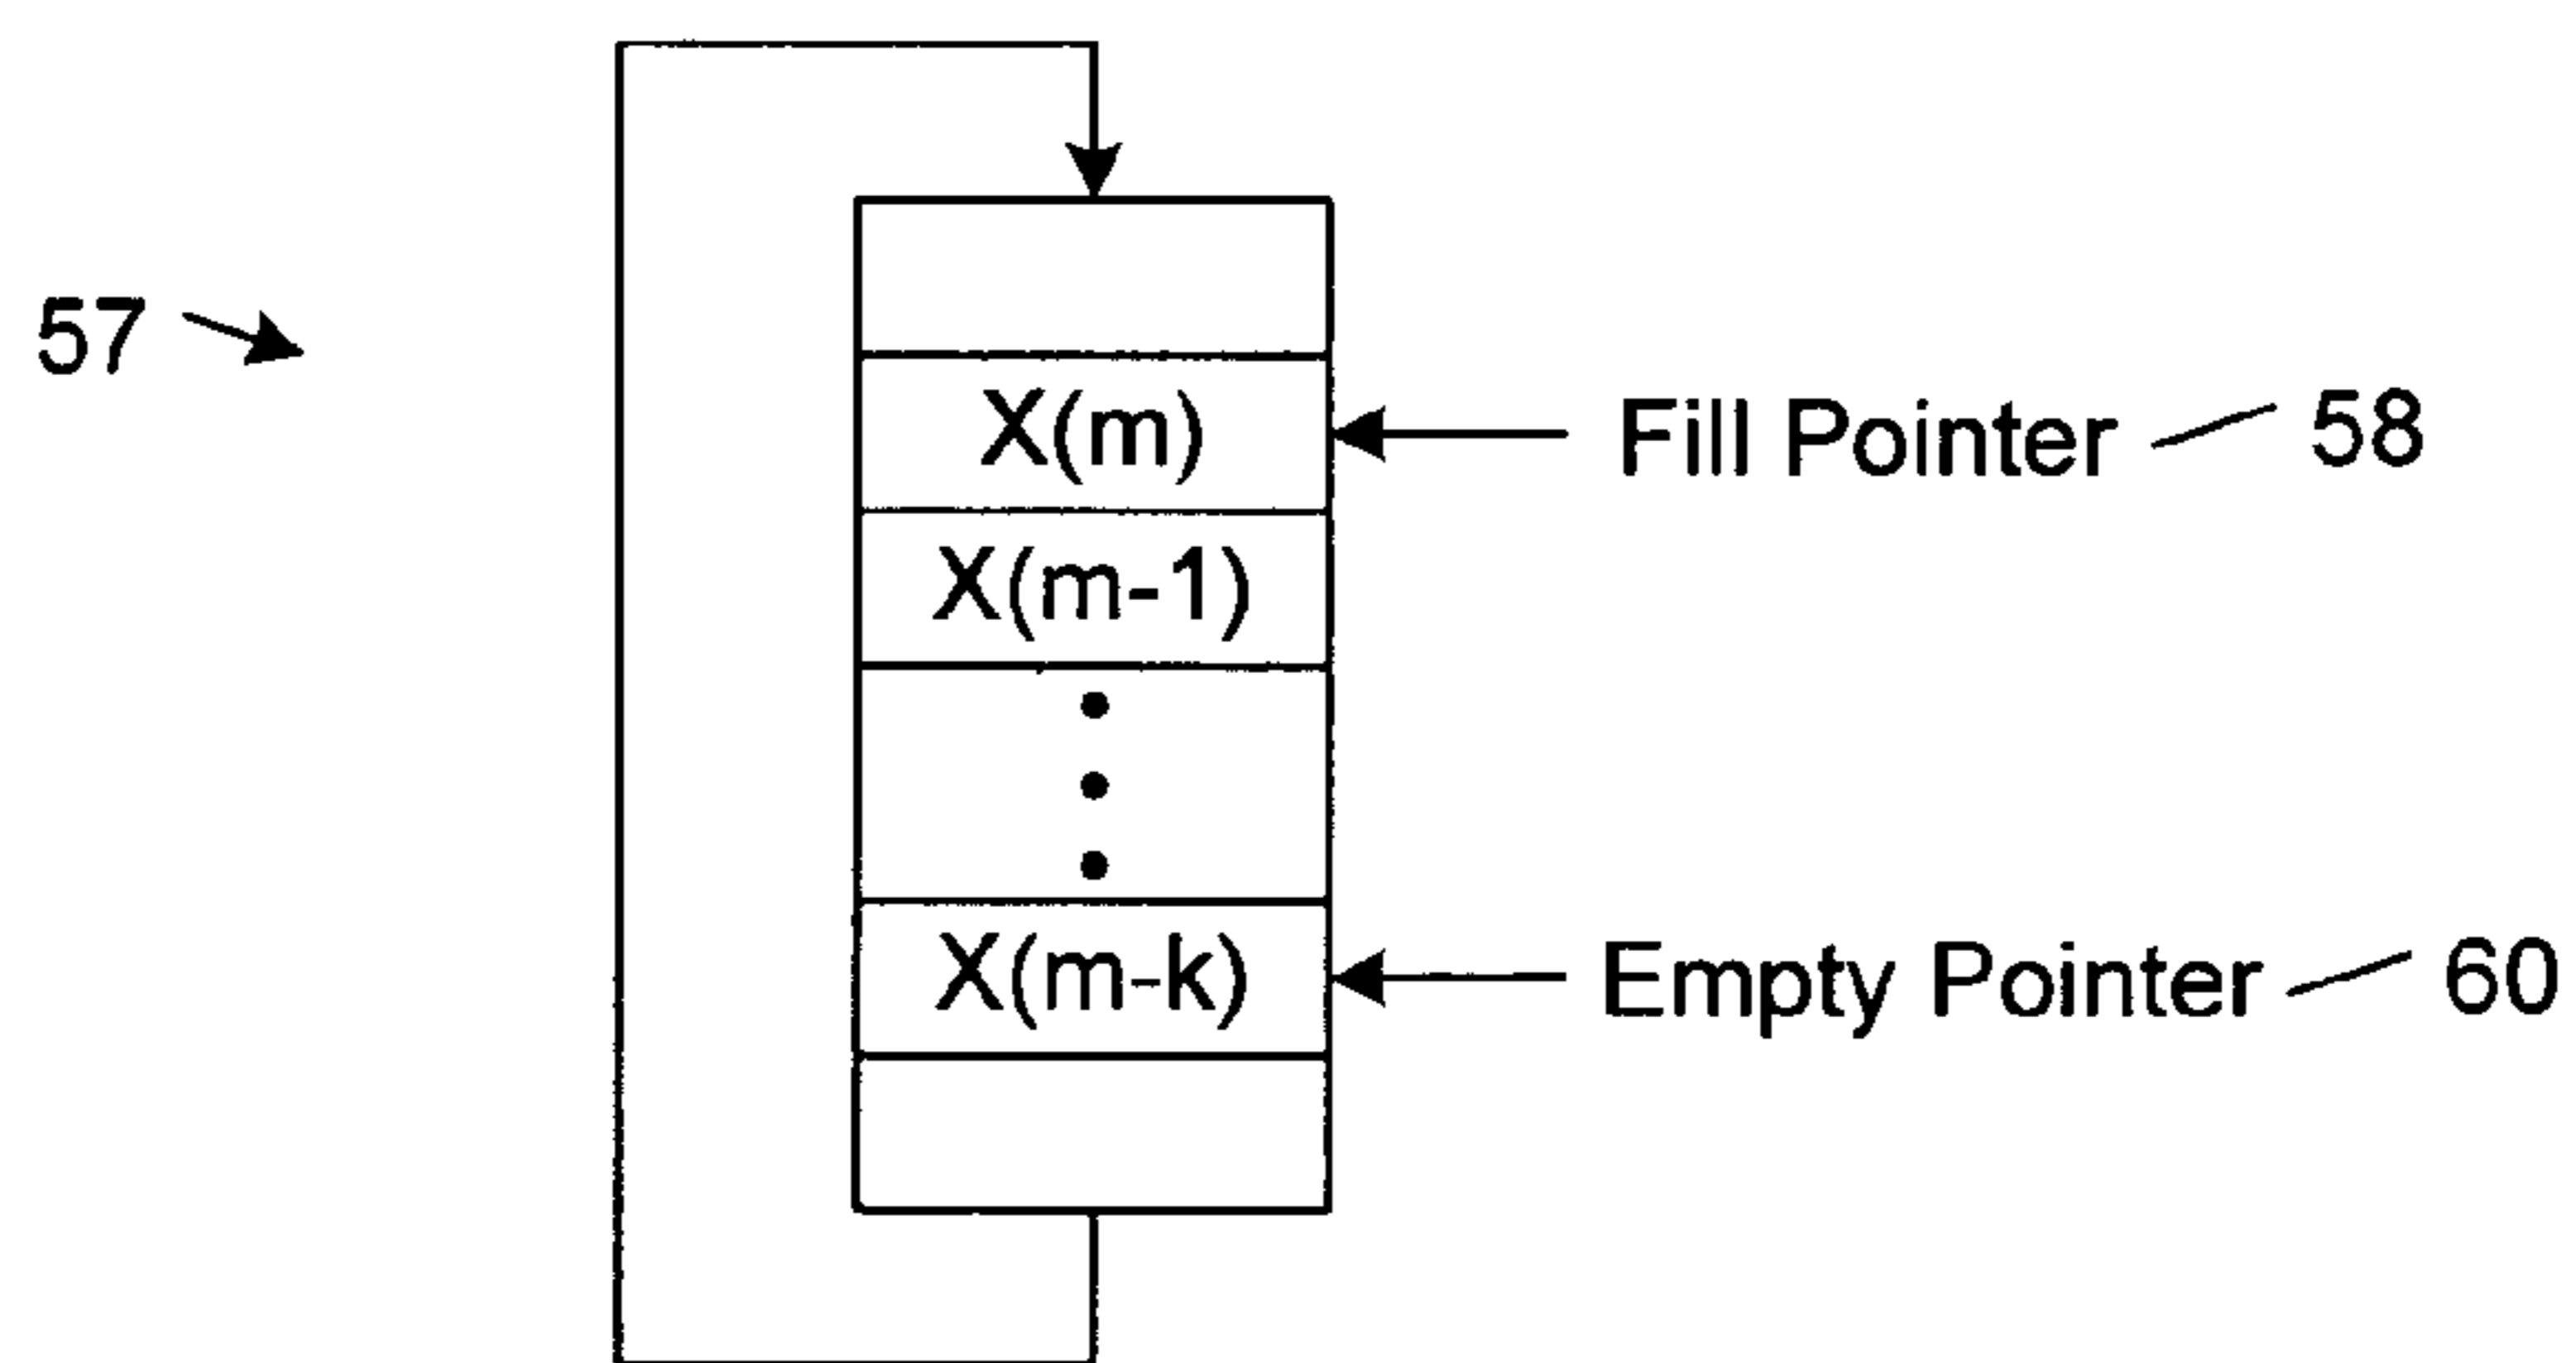 57
X(m)
Fill Pointer 58
X(m-1)
X(m-k)
Empty Pointer 60